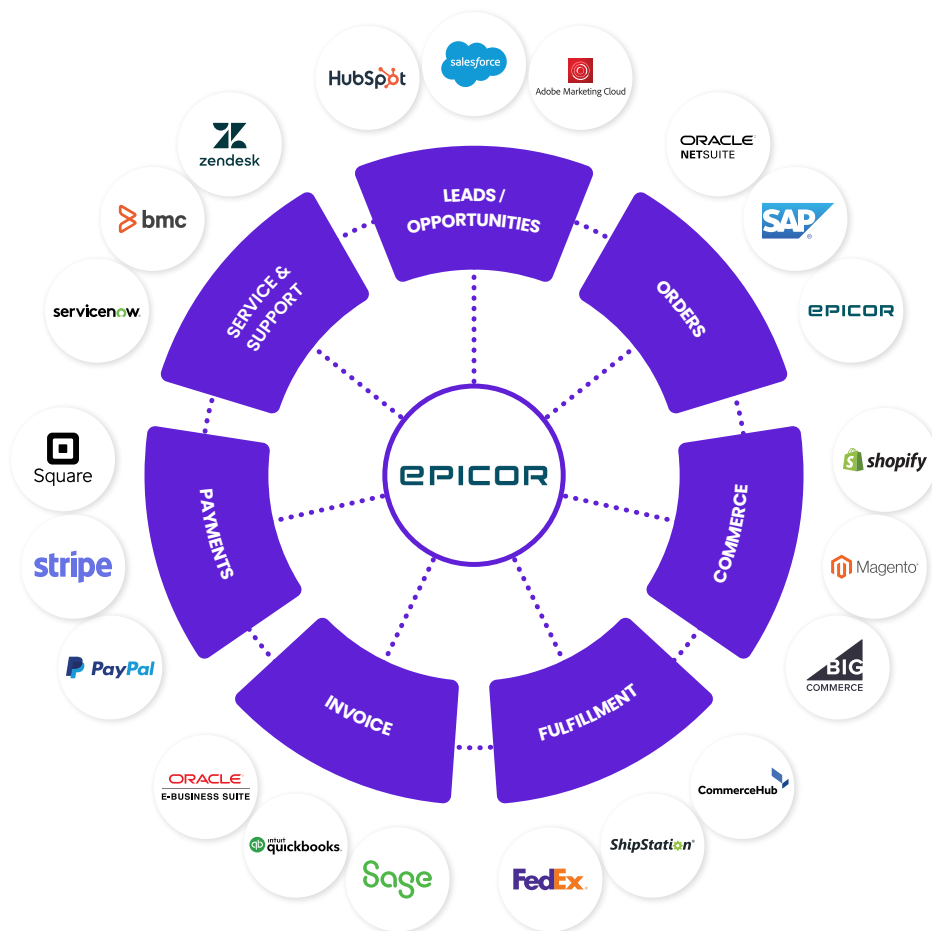 HubSpot
salesforce
Adobe Marketing Cloud
ORACLE
NETSUITE
SAP
®
EPICOR
shopify
Magento
BIG
COMMERCE
CommerceHub
ShipStation®
FedEx.
Sage
intuit
qb quickbooks.
ORACLE
E-BUSINESS SUITE
PayPal
stripe
Square
servicenow.
bmc
zendesk
LEADS /
OPPORTUNITIES
ORDERS
COMMERCE
FULFILLMENT
INVOICE
PAYMENTS
SERVICE &
SUPPORT
EPICOR